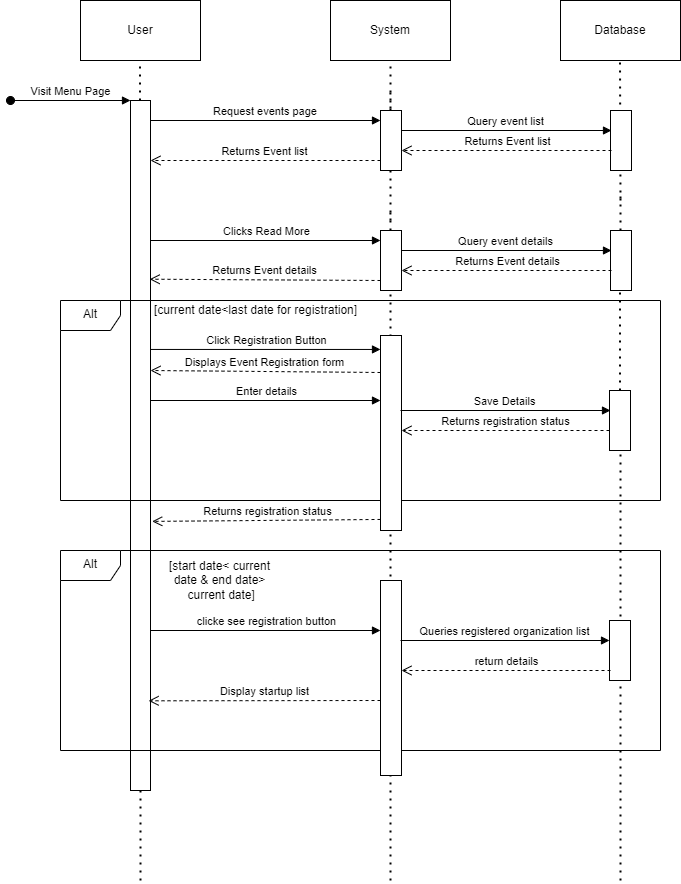 User
System
Database
Visit Menu Page
Request events page
Query event list
Returns Event list
Returns Event list
Clicks Read More
Query event details
Returns Event details
Returns Event details
Alt
[current date<last date for registration]
Click Registration Button
Displays Event Registration form
Enter details
Save Details
Returns registration status
Returns registration status
Alt
[start date< current
date & end date>
current date]
clicke see registration button
Queries registered organization list
return details
Display startup list